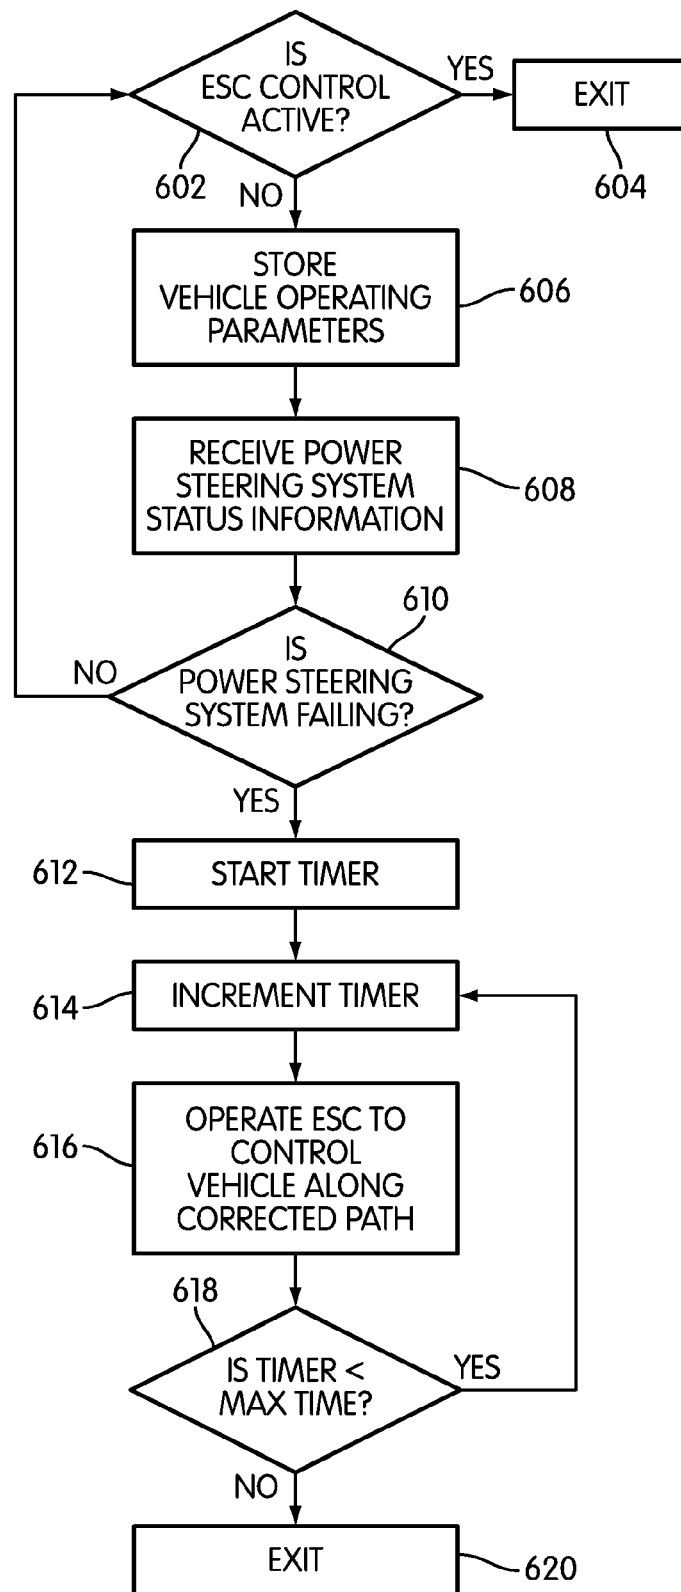 IS
ESC CONTROL
ACTIVE?
YES
EXIT
602
604
NO
STORE
VEHICLE OPERATING
PARAMETERS
606
RECEIVE POWER
STEERING SYSTEM
STATUS INFORMATION
608
610
IS
POWER STEERING
SYSTEM FAILING?
NO
YES
612
START TIMER
614
INCREMENT TIMER
616
OPERATE ESC TO
CONTROL
VEHICLE ALONG
CORRECTED PATH
618
IS TIMER <
MAX TIME?
YES
NO
EXIT
620